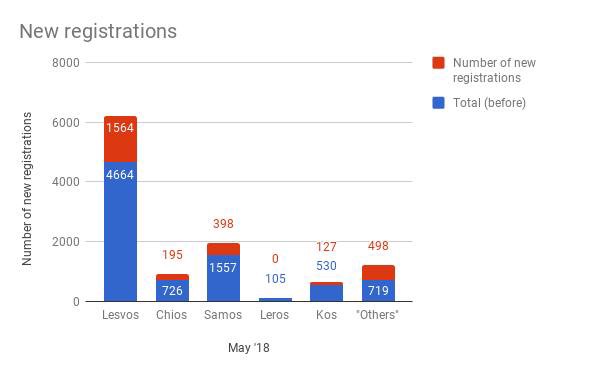 New registrations
8000
6000
4000
2000
0
Number of new registrations
1564
4664
195
726
398
1557
0
105
127
530
498
719
Lesvos Chios Samos Leros Kos "Others"
May '18
Number of new
registrations
Total (before)